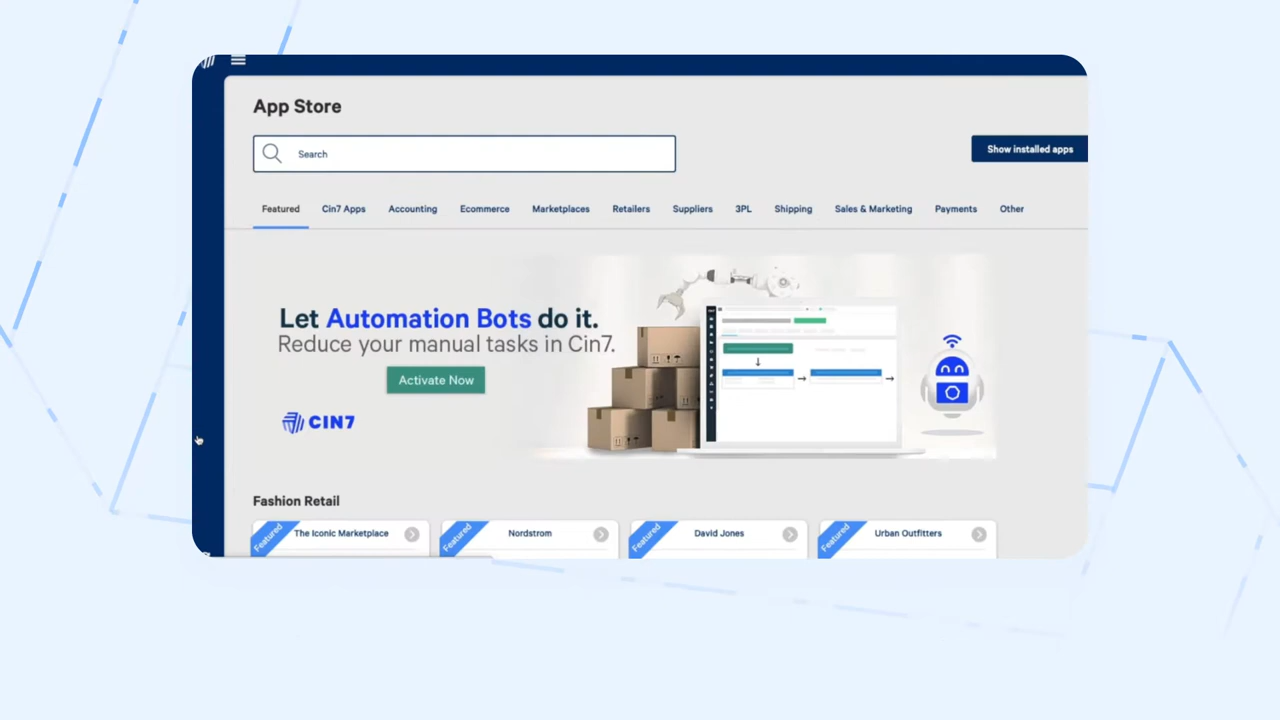 App Store
Search
Show installed apps
Featured Cin7 Apps Accounting Ecommerce Marketplaces Retailers Suppliers 3PL Shipping Sales & Marketing Payments Other
Let Automation Bots do it.
Reduce your manual tasks in Cin7.
Activate Now
CIN7
Fashion Retail
Featured The Iconic Marketplace
Featured Nordstrom
Featured David Jones
Featured Urban Outfitters